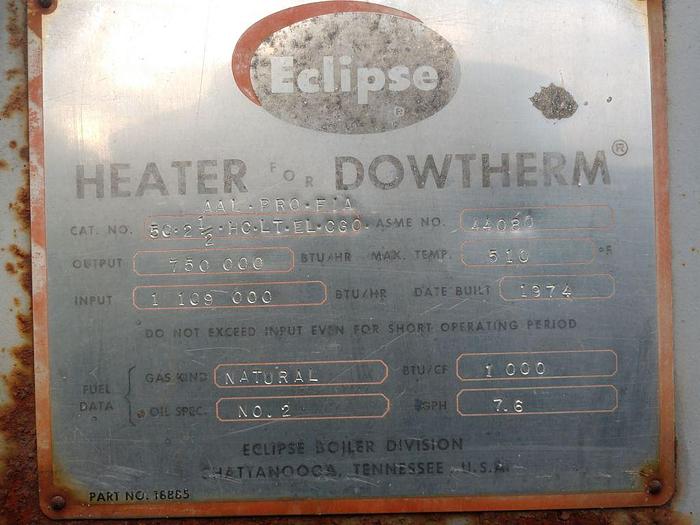 Eclipse ®
HEATER FOR DOWTHERM®
AAL·PRO·FIA
CAT. NO. 50·2½·HC·LT·EL·CGO· ASME NO. 44080
OUTPUT 750 000 BTU/HR MAX. TEMP. 510 °F
INPUT 1 109 000 BTU/HR DATE BUILT 1974
DO NOT EXCEED INPUT EVEN FOR SHORT OPERATING PERIOD
FUEL DATA
GAS KIND NATURAL BTU/CF 1 000
OIL SPEC. NO. 2 GPH 7.6
ECLIPSE BOILER DIVISION
CHATTANOOGA, TENNESSEE, U.S.A.
PART NO. 16865